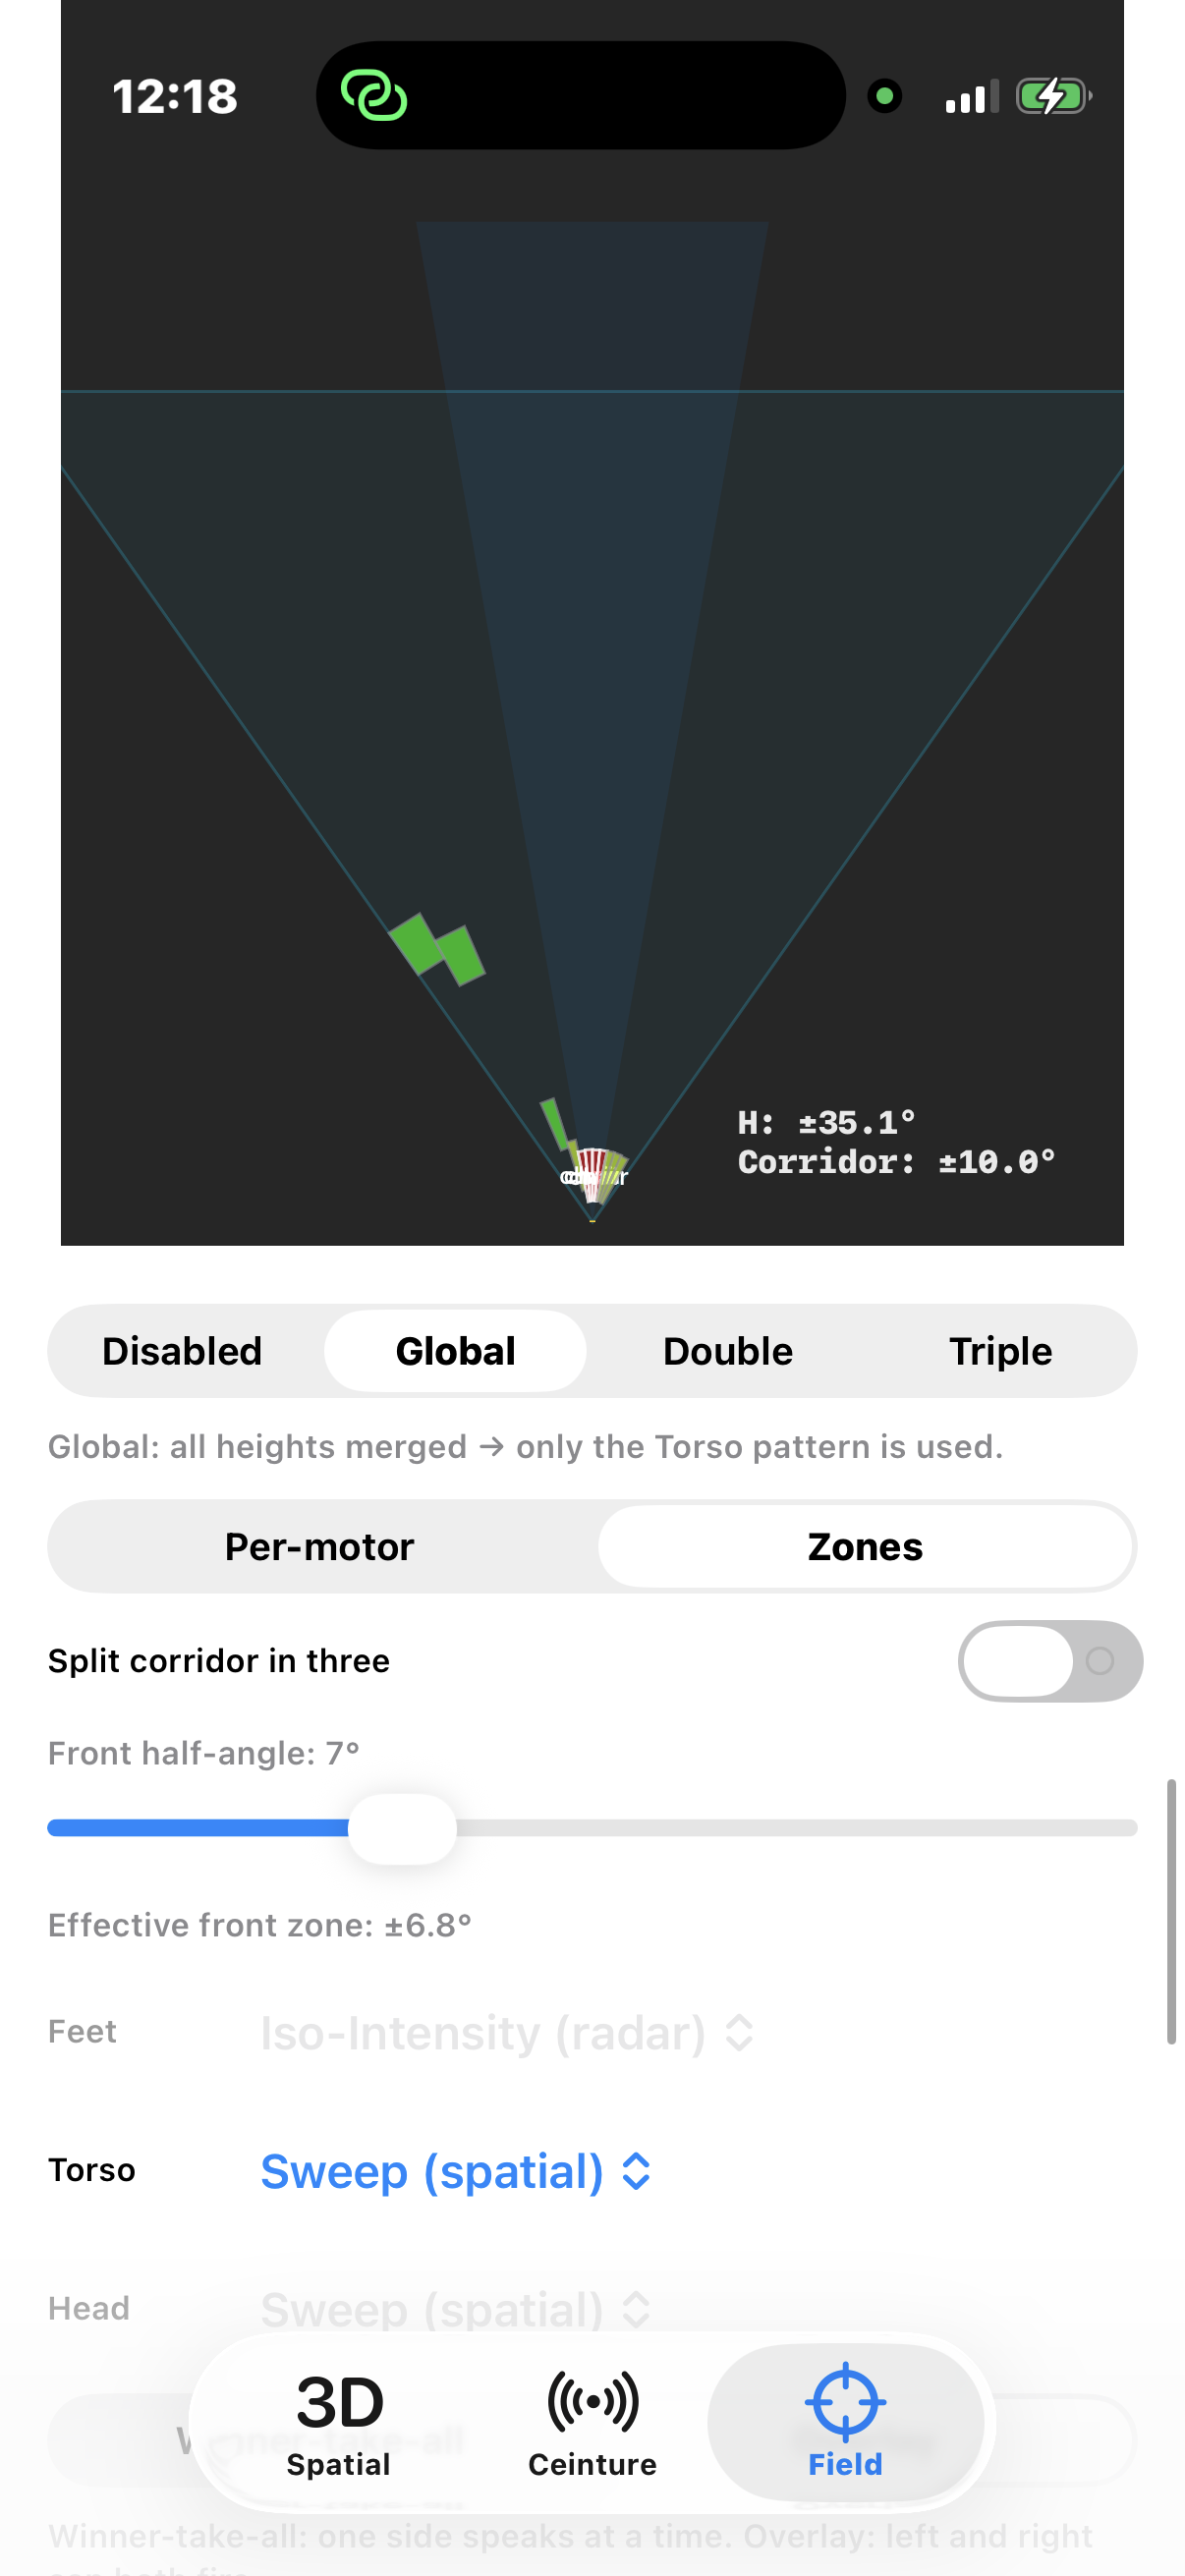 12:18
H: ±35.1°
Corridor: ±10.0°
Disabled Global Double Triple
Global: all heights merged → only the Torso pattern is used.
Per-motor Zones
Split corridor in three
Front half-angle: 7°
Effective front zone: ±6.8°
Feet Iso-Intensity (radar)
Torso Sweep (spatial)
Head Sweep (spatial)
3D
Spatial Ceinture Field
Winner-take-all: one side speaks at a time. Overlay: left and right